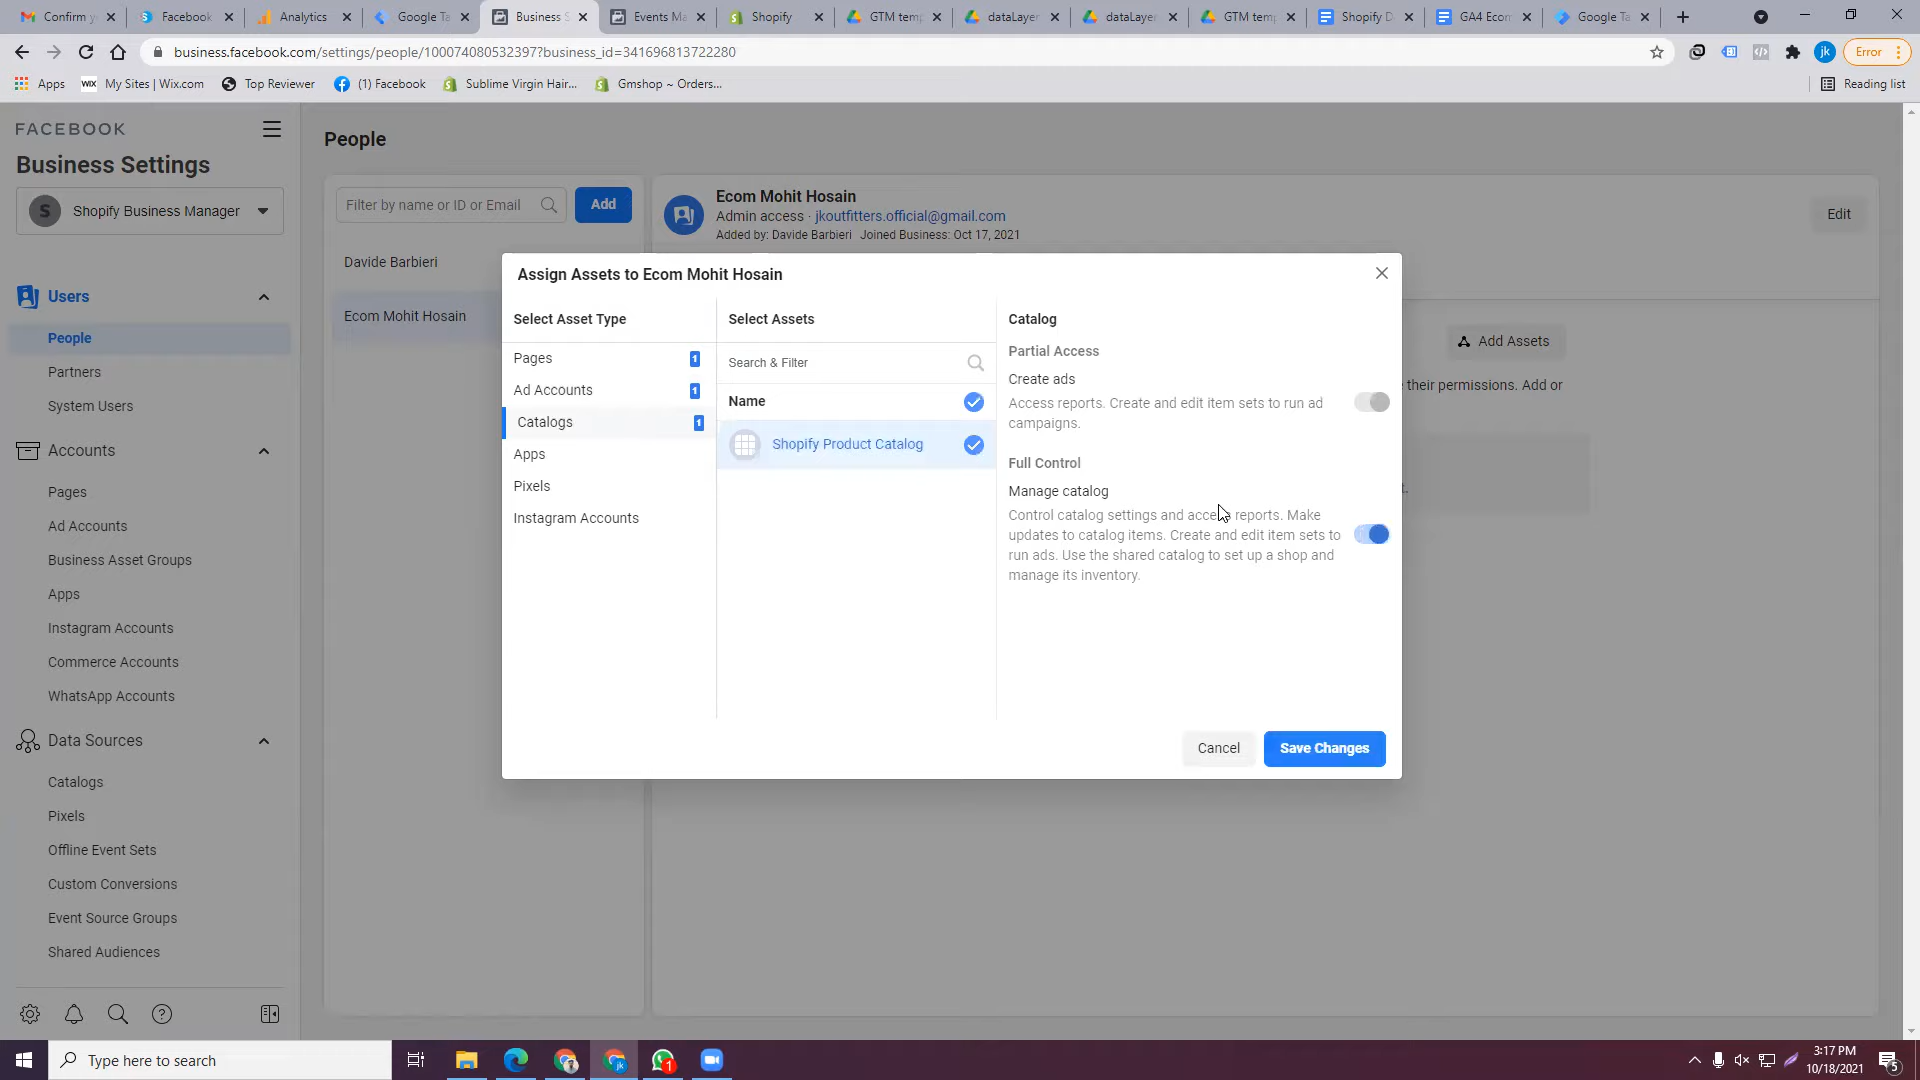 Confirm y
Facebook
Analytics
Google Ta
Business S
Events Ma
Shopify
GTM temp
dataLayer
dataLayer
GTM temp
Shopify D
GA4 Ecom
Google Ta
business.facebook.com/settings/people/100074080532397?business_id=341696813722280
jk
Error
Apps
WIX My Sites | Wix.com
Top Reviewer
(1) Facebook
Sublime Virgin Hair...
Gmshop ~ Orders...
Reading list
FACEBOOK
Business Settings
S Shopify Business Manager
Users
People
Partners
System Users
Accounts
Pages
Ad Accounts
Business Asset Groups
Apps
Instagram Accounts
Commerce Accounts
WhatsApp Accounts
Data Sources
Catalogs
Pixels
Offline Event Sets
Custom Conversions
Event Source Groups
Shared Audiences
People
Filter by name or ID or Email
Add
Davide Barbieri
Ecom Mohit Hosain
Ecom Mohit Hosain
Admin access · jkoutfitters.official@gmail.com
Added by: Davide Barbieri Joined Business: Oct 17, 2021
Edit
Add Assets
their permissions. Add or
Assign Assets to Ecom Mohit Hosain
Select Asset Type
Pages 1
Ad Accounts 1
Catalogs 1
Apps
Pixels
Instagram Accounts
Select Assets
Search & Filter
Name
Shopify Product Catalog
Catalog
Partial Access
Create ads
Access reports. Create and edit item sets to run ad
campaigns.
Full Control
Manage catalog
Control catalog settings and access reports. Make
updates to catalog items. Create and edit item sets to
run ads. Use the shared catalog to set up a shop and
manage its inventory.
Cancel
Save Changes
Type here to search
jk
1
3:17 PM
10/18/2021
5